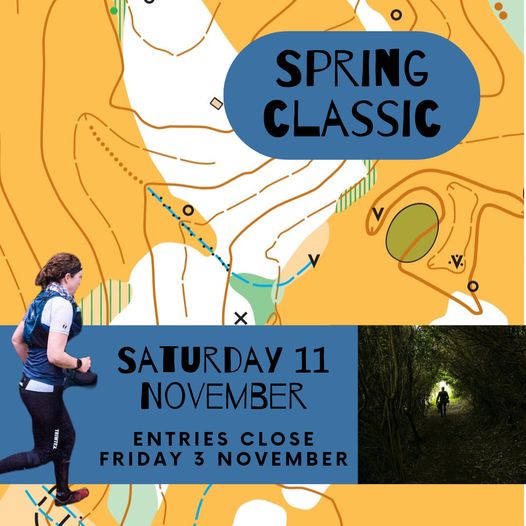 SPRING
CLASSIC
SATURDAY 11
NOVEMBER
ENTRIES CLOSE
FRIDAY 3 NOVEMBER